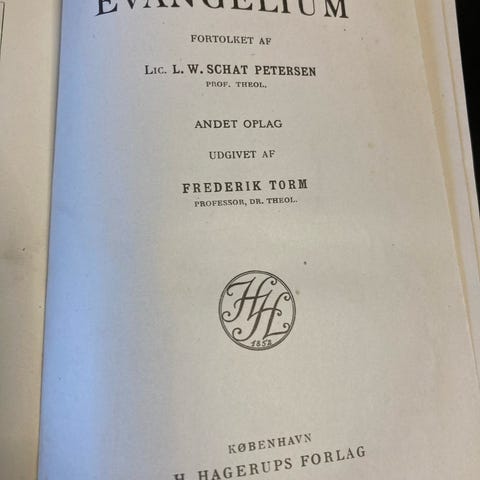 EVANGELIUM
FORTOLKET AF
LIC. L. W. SCHAT PETERSEN
PROF. THEOL.
ANDET OPLAG
UDGIVET AF
FREDERIK TORM
PROFESSOR, DR. THEOL.
HH
1852
KØBENHAVN
H. HAGERUPS FORLAG